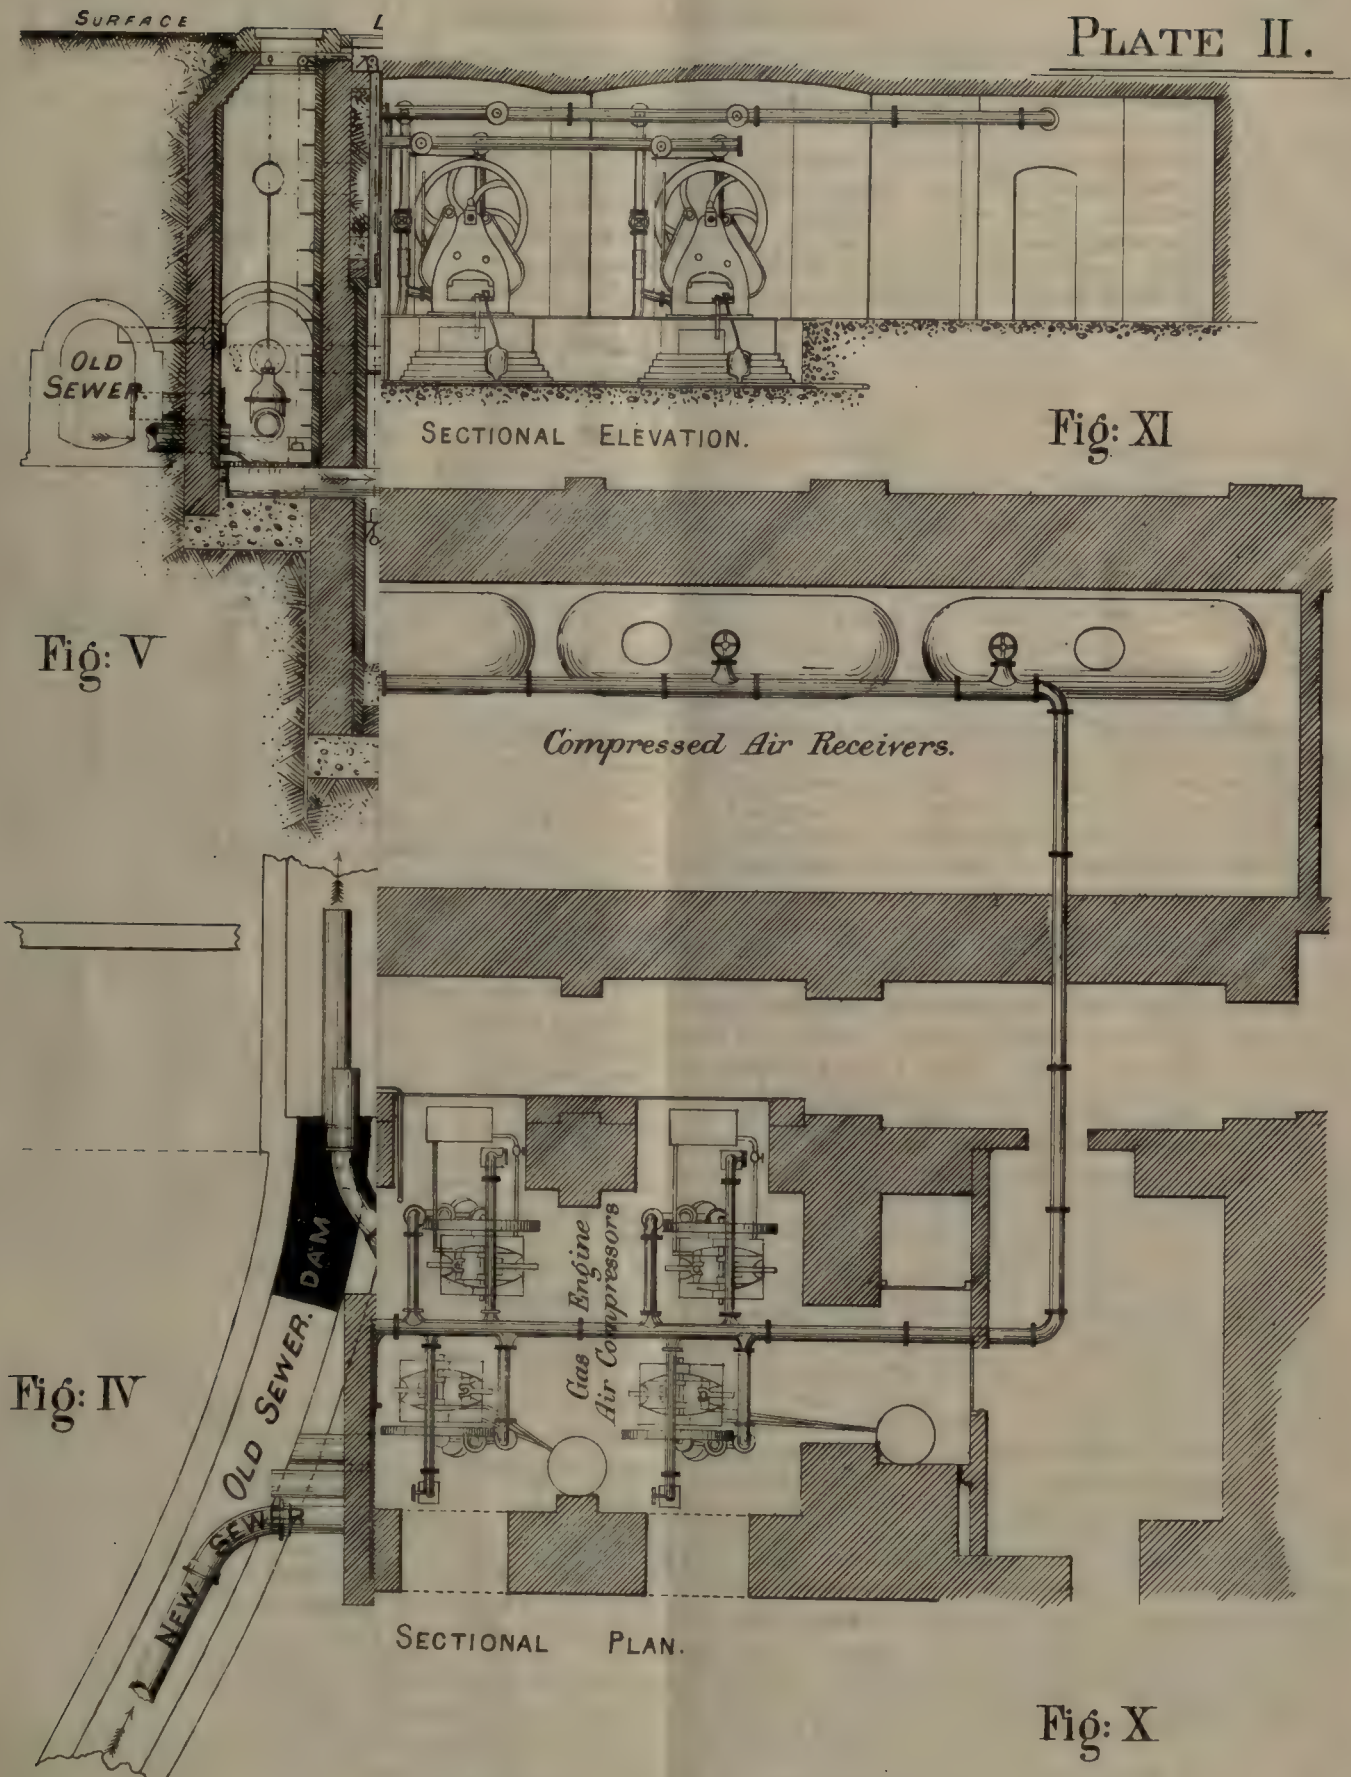 SURFACE
PLATE II.
OLD
SEWER
SECTIONAL ELEVATION.
Fig: XI
Fig: V
Compressed Air Receivers.
DAM
Gas Engine
Air Compressors
OLD SEWER.
Fig: IV
NEW SEWER
SECTIONAL PLAN.
Fig: X